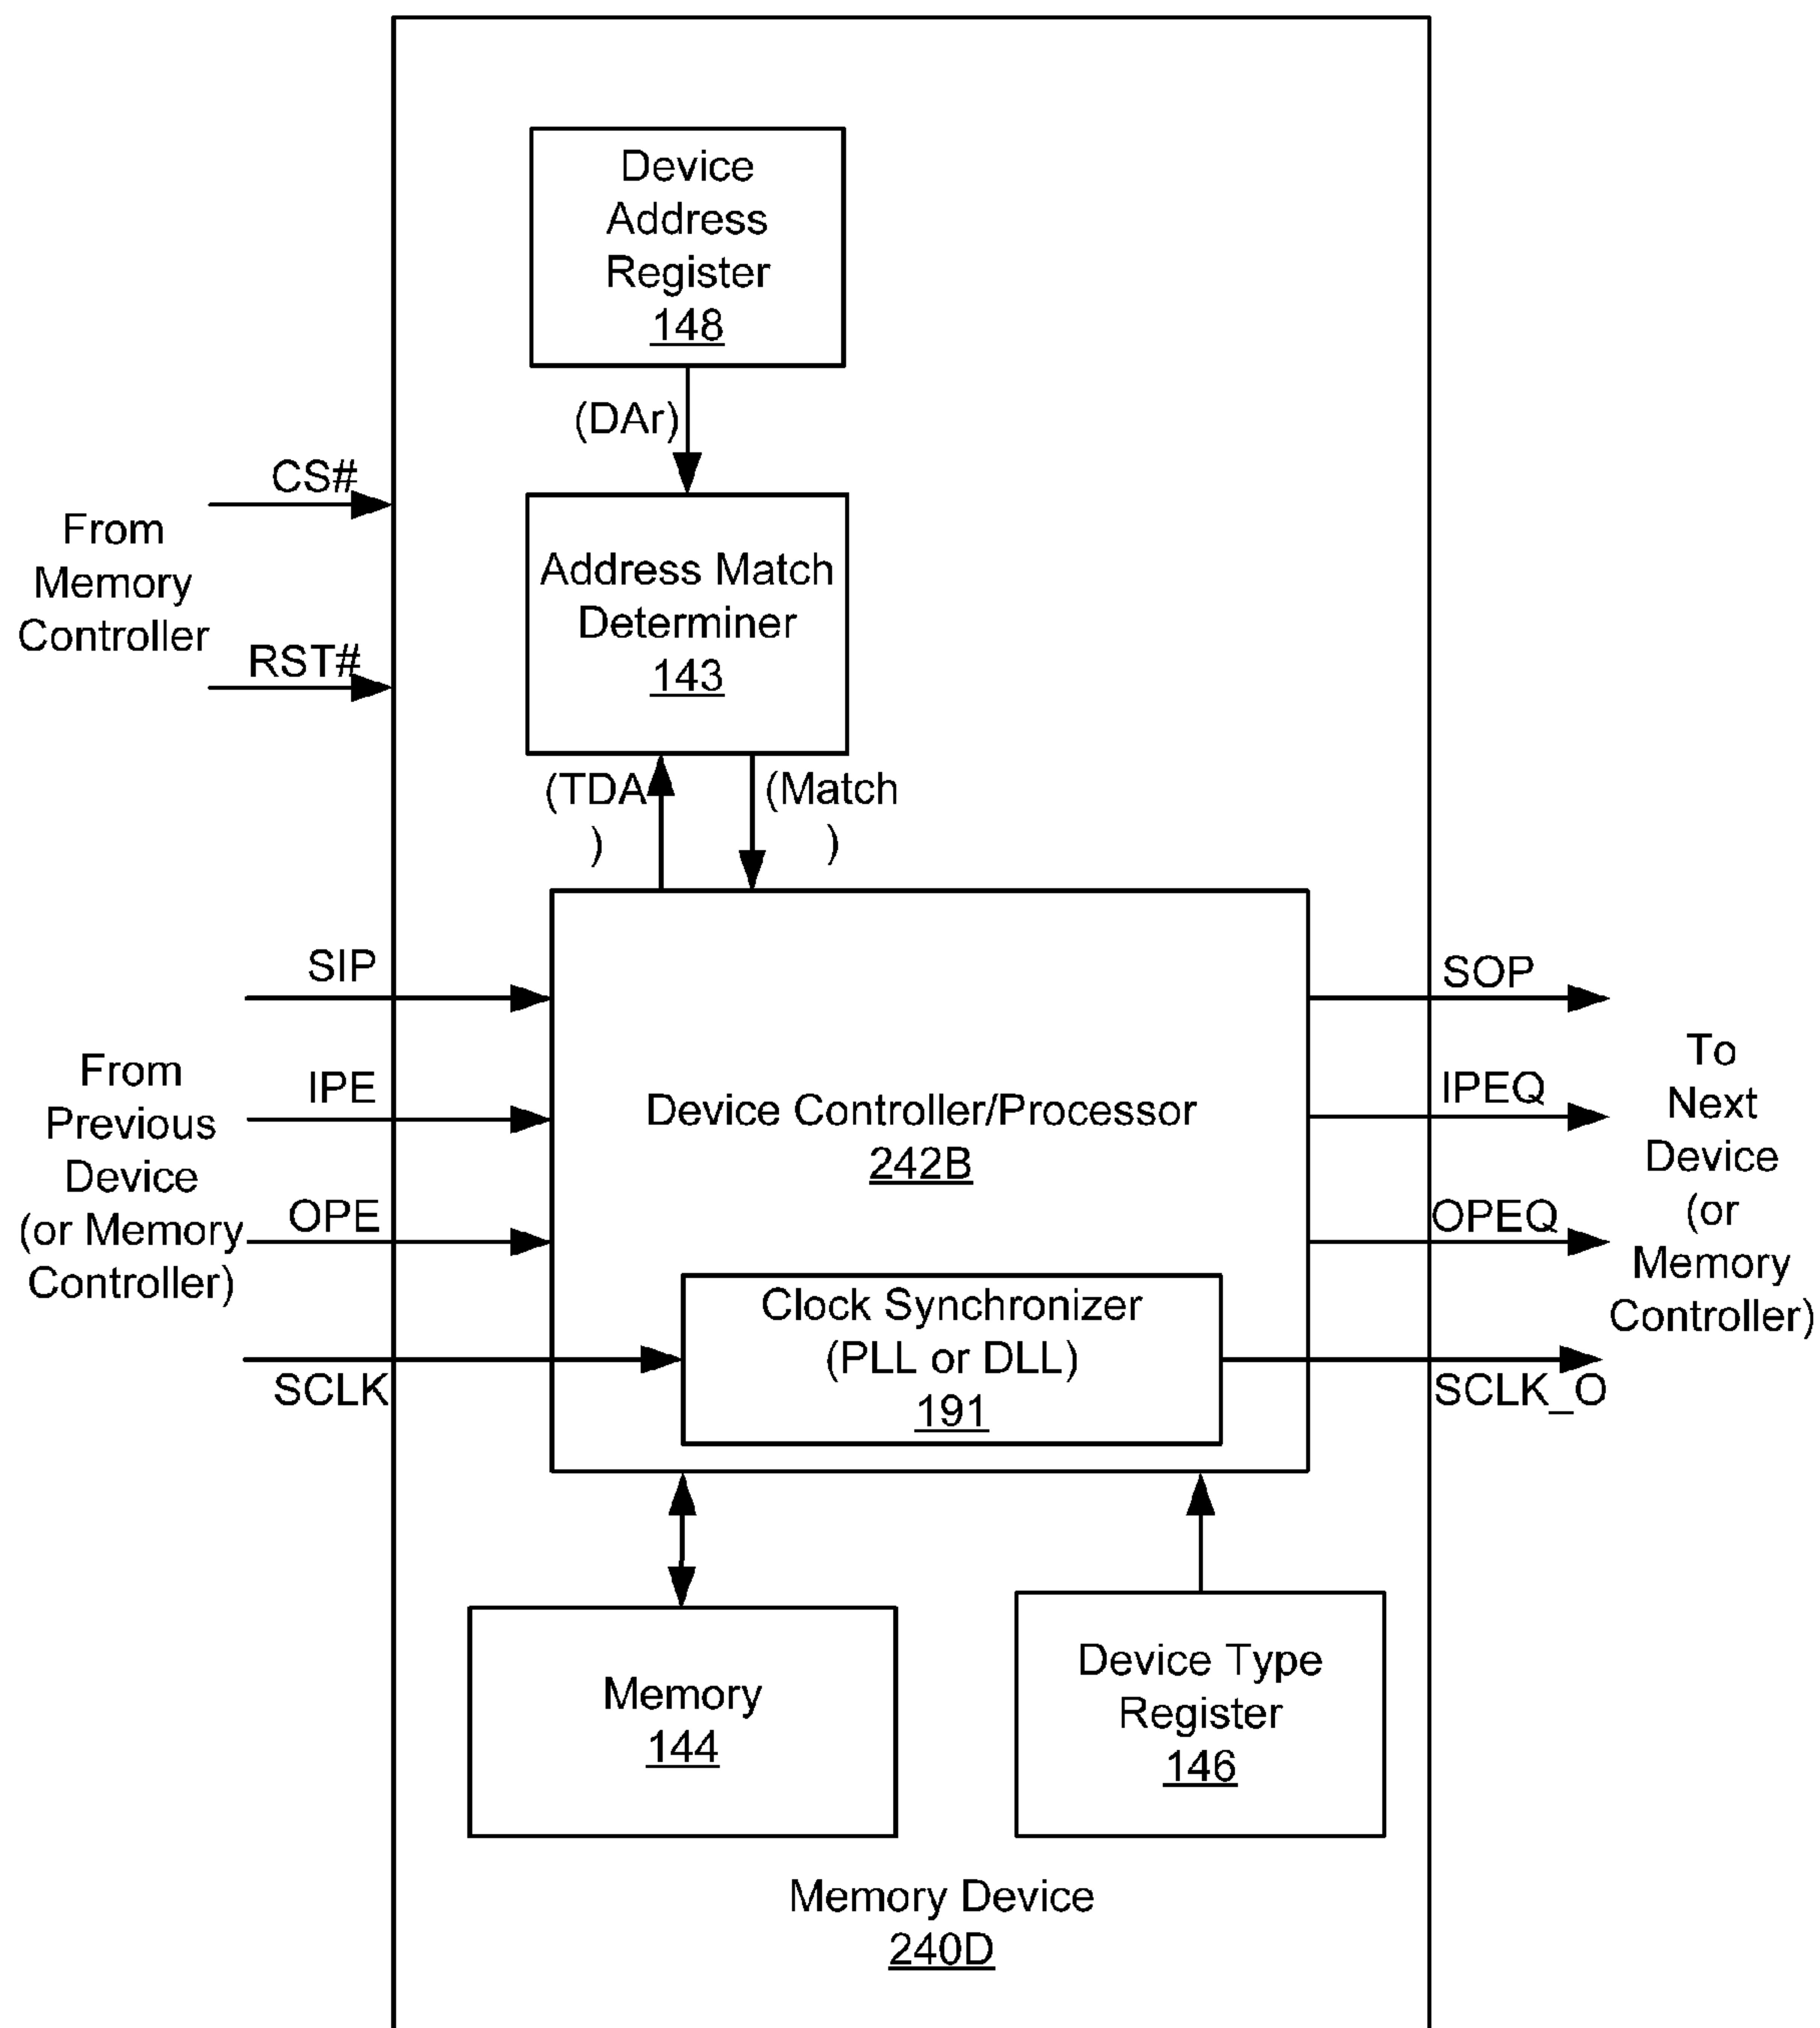 Device
Address
Register
148
(DAr)
CS#
From
Memory
Controller
RST#
Address Match
Determiner
143
(TDA
)
(Match
)
SIP
IPE
OPE
SCLK
From
Previous
Device
(or Memory
Controller)
Device Controller/Processor
242B
Clock Synchronizer
(PLL or DLL)
191
SOP
IPEQ
OPEQ
SCLK_O
To
Next
Device
(or
Memory
Controller)
Memory
144
Device Type
Register
146
Memory Device
240D